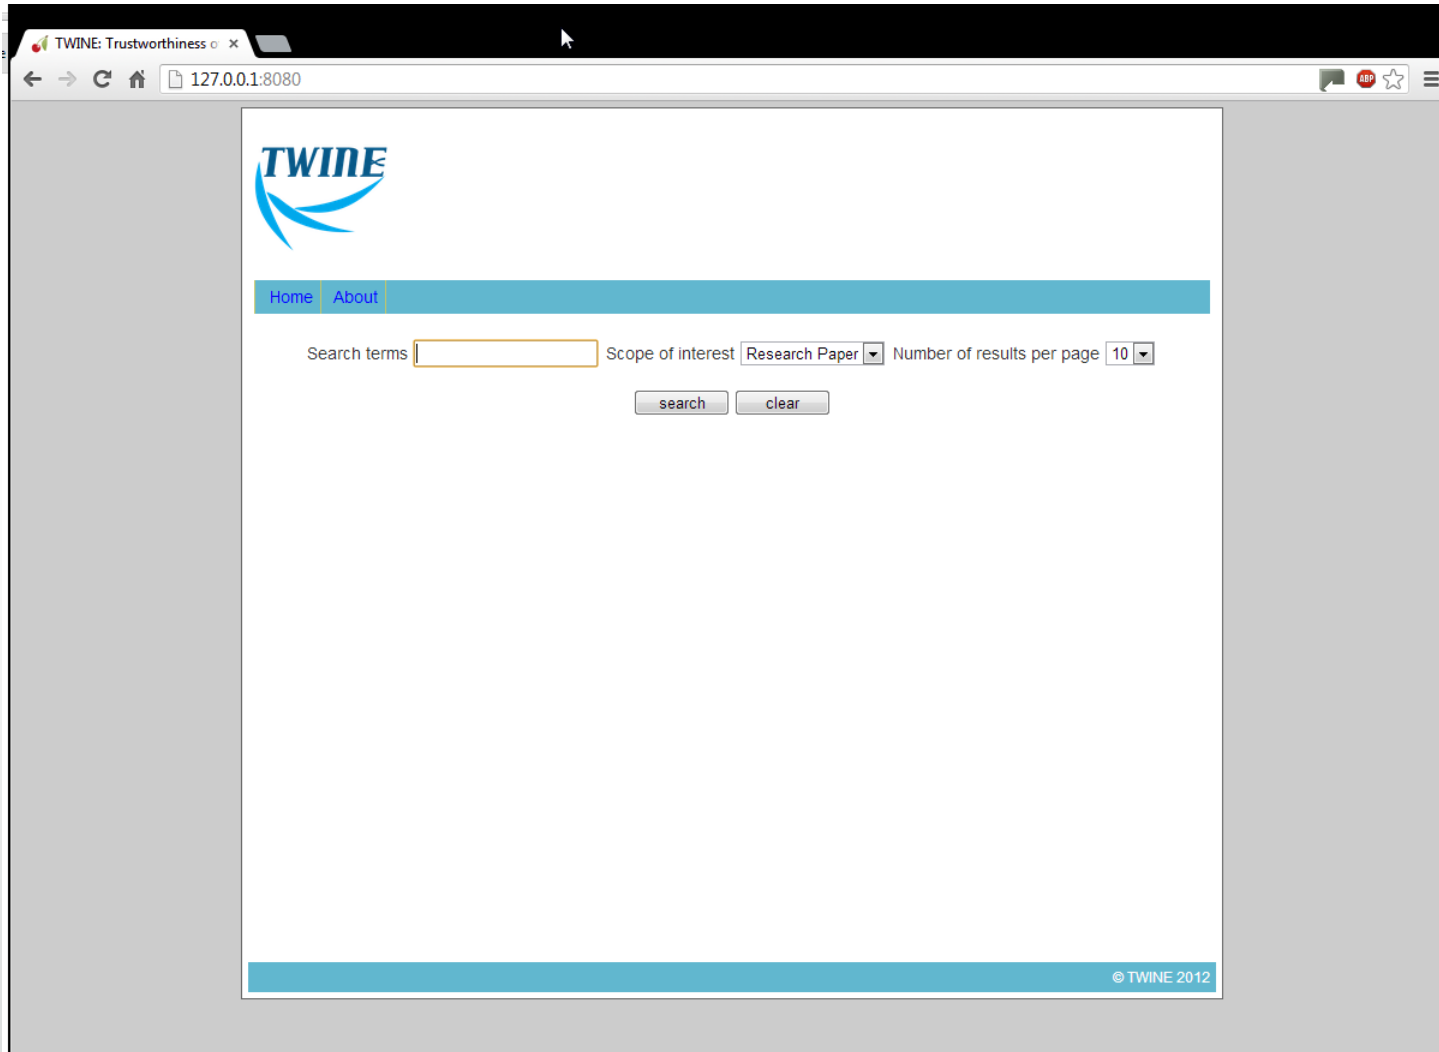 TWINE: Trustworthiness o
127.0.0.1:8080
ABP
TWINE
Home About
Search terms Scope of interest Research Paper Number of results per page 10
search clear
© TWINE 2012